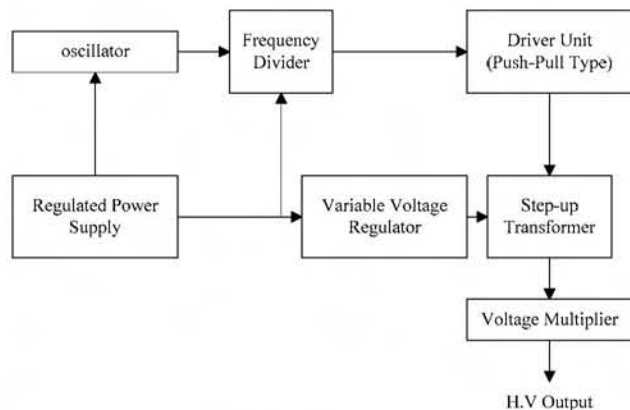 oscillator
Frequency
Divider
Driver Unit
(Push-Pull Type)
Regulated Power
Supply
Variable Voltage
Regulator
Step-up
Transformer
Voltage Multiplier
H.V Output